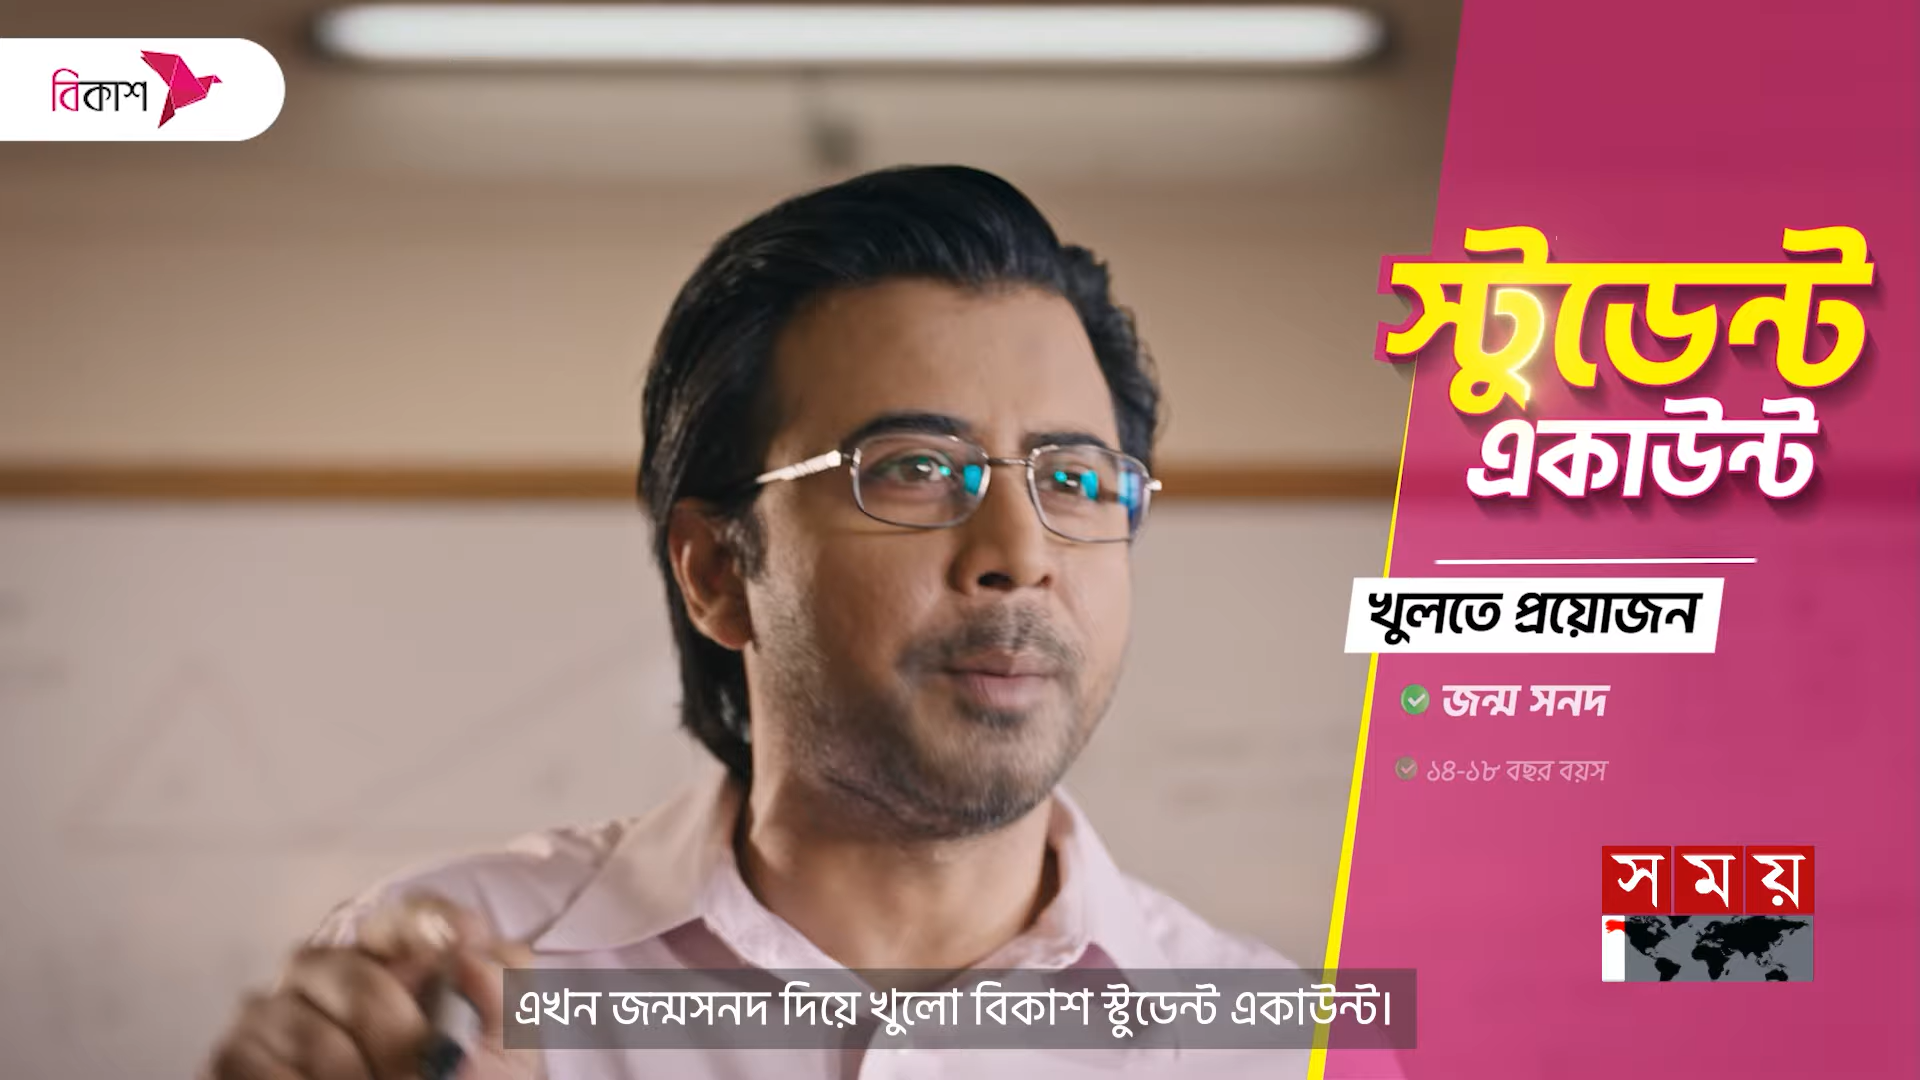 বিকাশ
স্টুডেন্ট
একাউন্ট
খুলতে প্রয়োজন
জন্ম সনদ
১৪-১৮ বছর বয়স
সময়
এখন জন্মসনদ দিয়ে খুলো বিকাশ স্টুডেন্ট একাউন্ট।